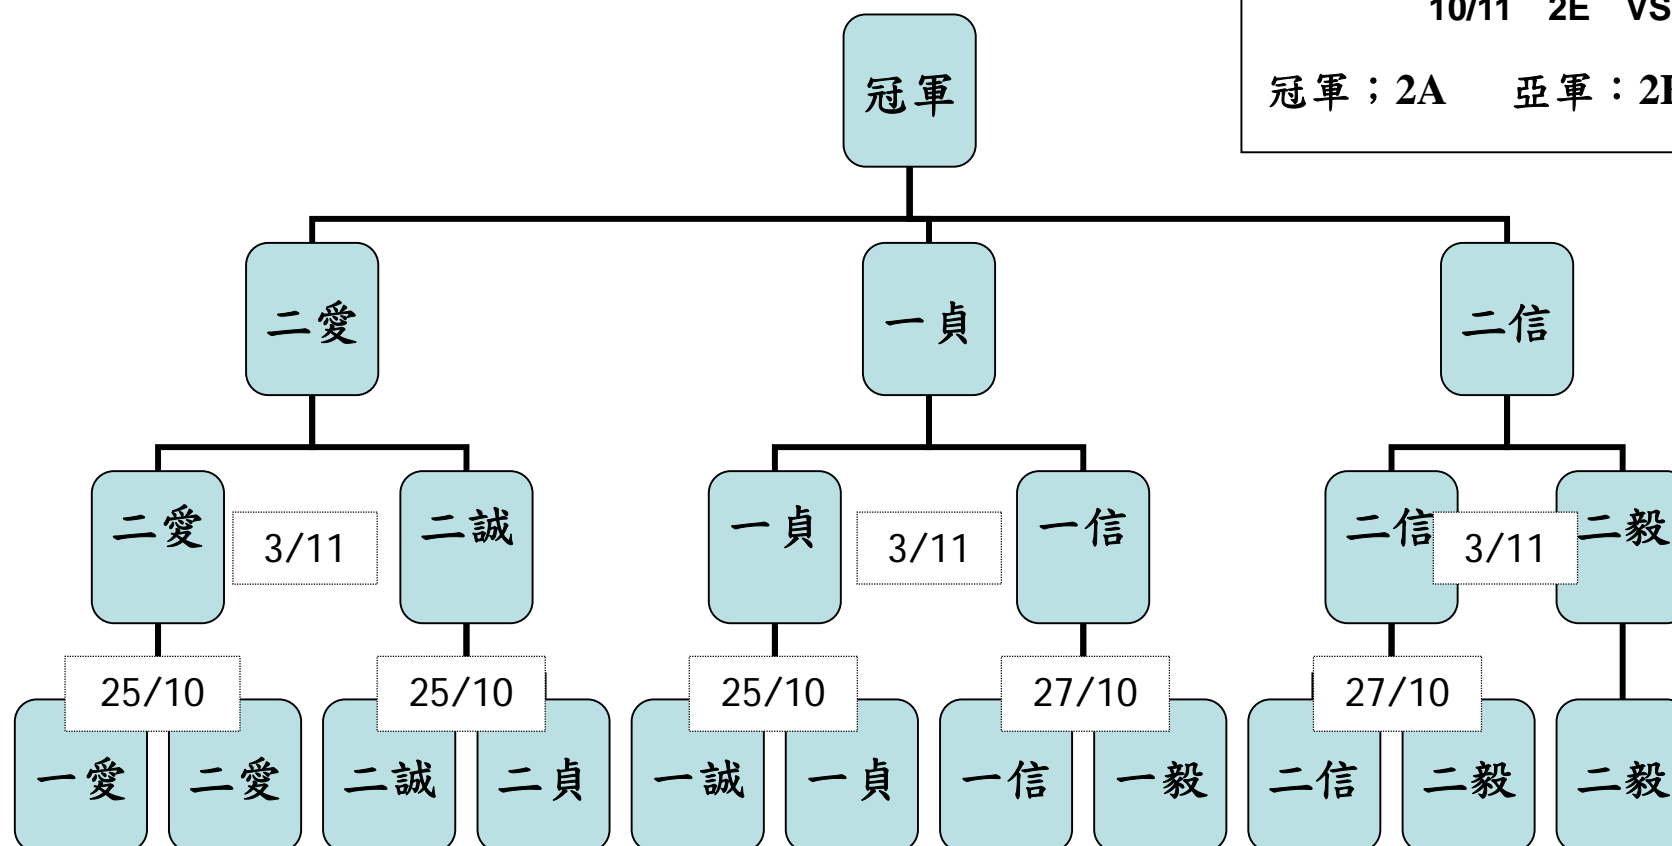 10/11 2E VS
冠軍；2A 亞軍：2
冠軍
二愛 一貞 二信
二愛 二誠 一貞 一信 二信 二毅
3/11 3/11 3/11
25/10 25/10 25/10 27/10 27/10
一愛 二愛 二誠 二貞 一誠 一貞 一信 一毅 二信 二毅 二毅